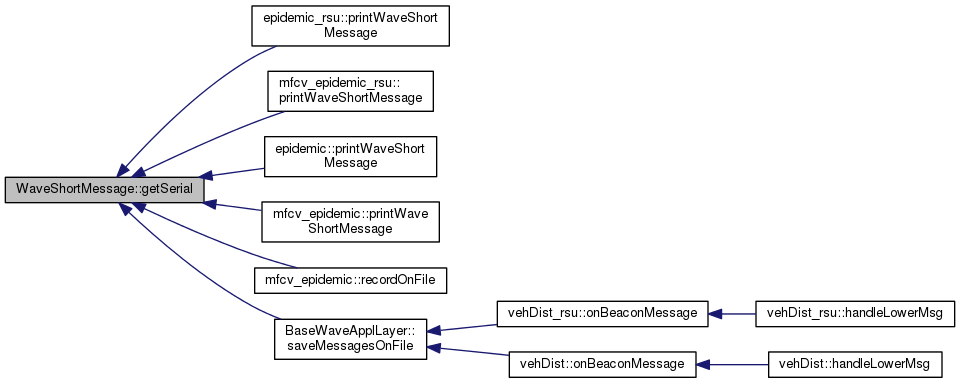 epidemic_rsu::printWaveShort
Message
mfcv_epidemic_rsu::
printWaveShortMessage
epidemic::printWaveShort
Message
WaveShortMessage::getSerial
mfcv_epidemic::printWave
ShortMessage
mfcv_epidemic::recordOnFile
BaseWaveApplLayer::
saveMessagesOnFile
vehDist_rsu::onBeaconMessage
vehDist_rsu::handleLowerMsg
vehDist::onBeaconMessage
vehDist::handleLowerMsg